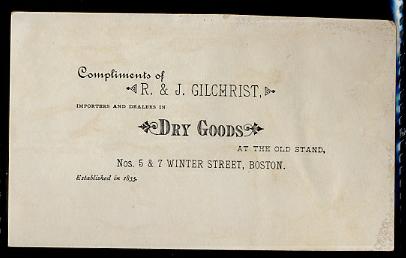 Compliments of
R. & J. GILCHRIST,
IMPORTERS AND DEALERS IN
DRY GOODS
AT THE OLD STAND,
Nos. 5 & 7 WINTER STREET, BOSTON.
Established in 1835.